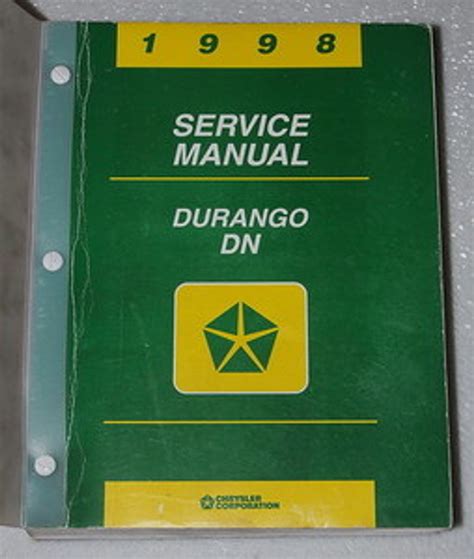 1 9 9 8
SERVICE
MANUAL
DURANGO
DN
CHRYSLER
CORPORATION